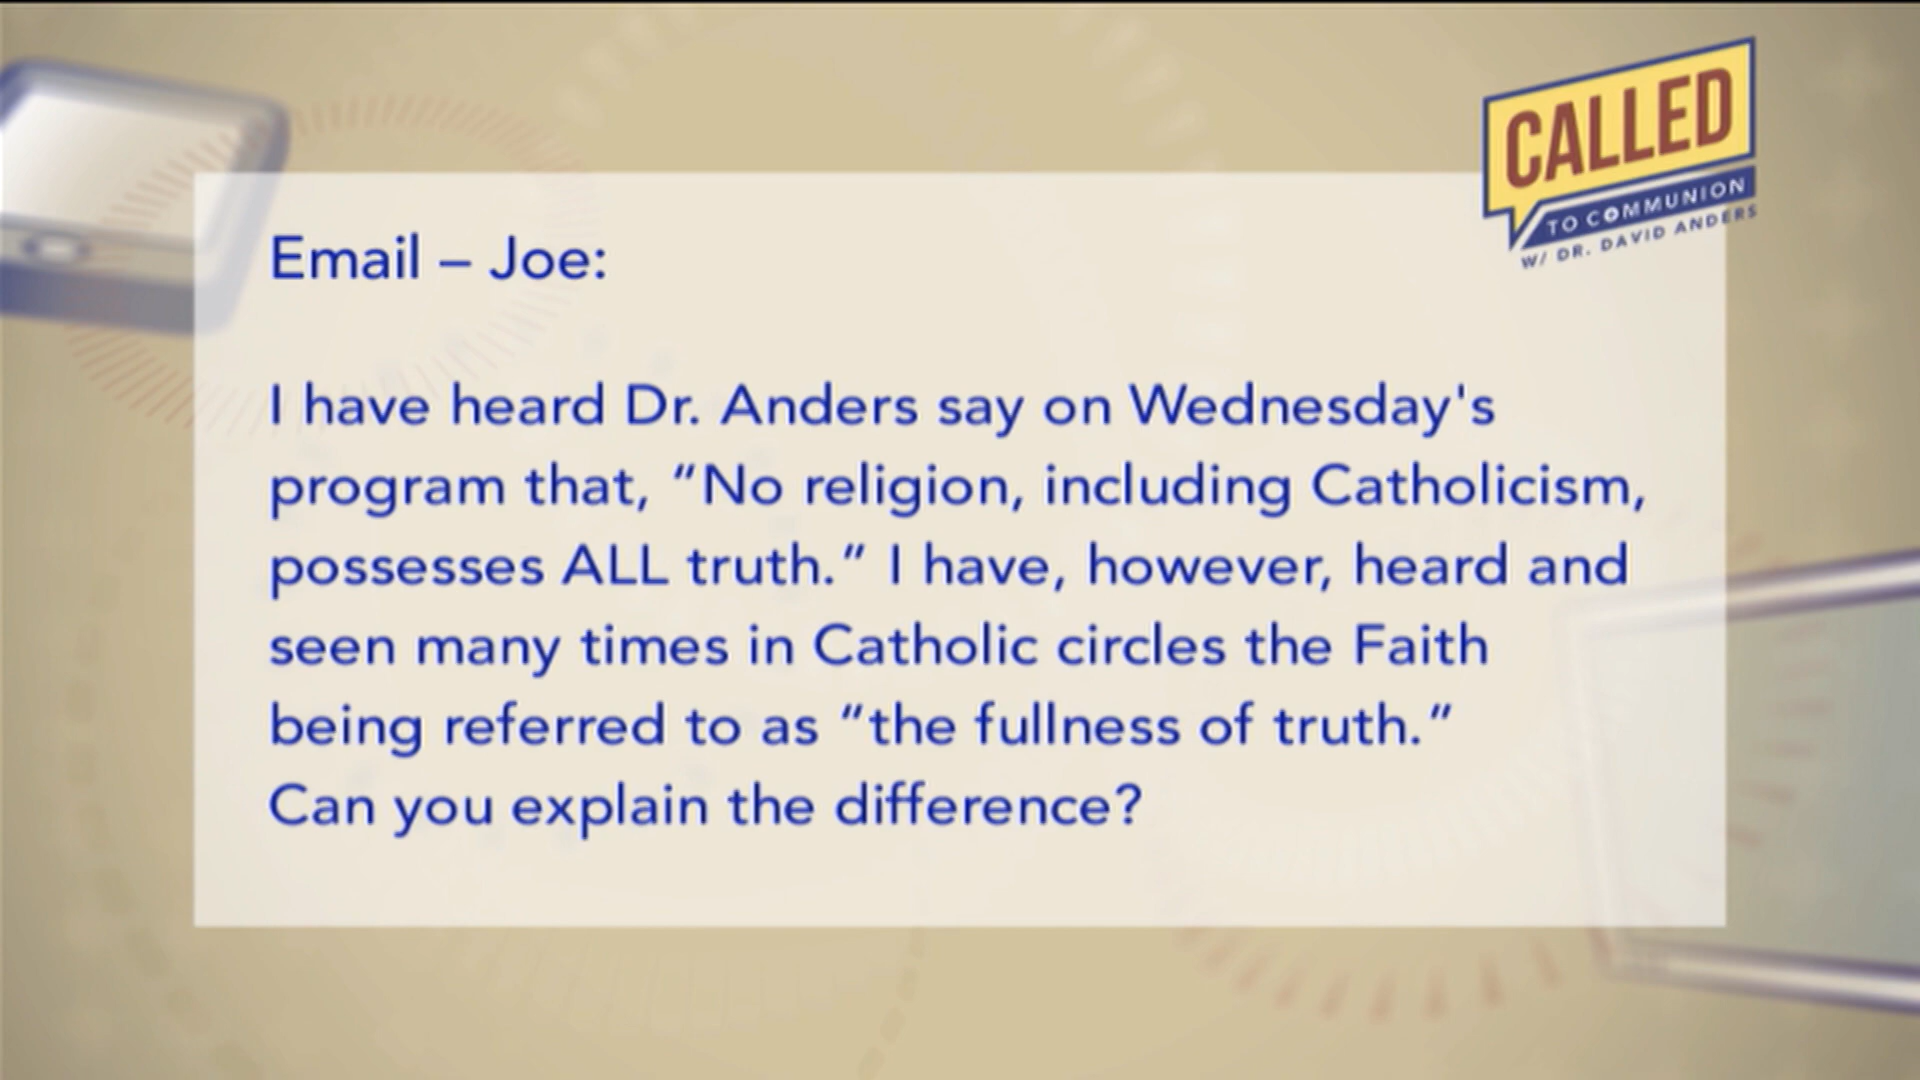 CALLED
TO COMMUNION
W/ DR. DAVID ANDERS
Email – Joe:
I have heard Dr. Anders say on Wednesday's
program that, “No religion, including Catholicism,
possesses ALL truth.” I have, however, heard and
seen many times in Catholic circles the Faith
being referred to as “the fullness of truth.”
Can you explain the difference?